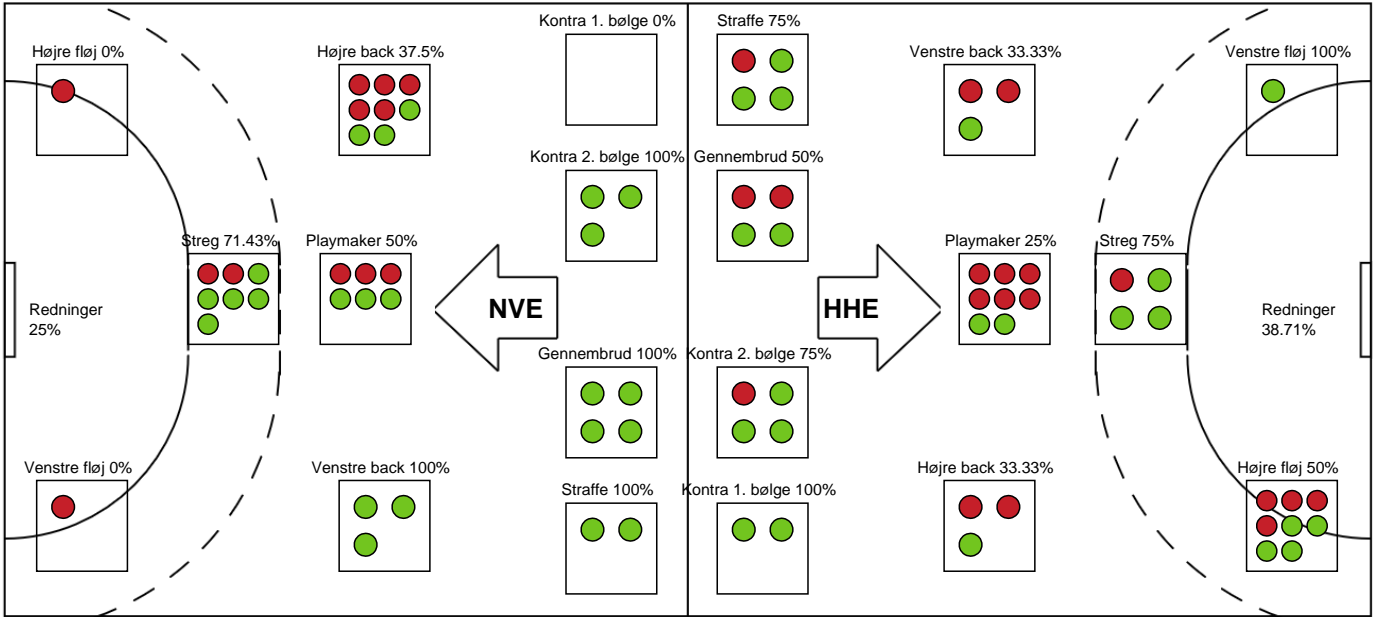 Kontra 1. bølge 0%
Straffe 75%
Højre fløj 0%
Højre back 37.5%
Venstre back 33.33%
Venstre fløj 100%
Kontra 2. bølge 100%
Gennembrud 50%
Streg 71.43%
Playmaker 50%
Playmaker 25%
Streg 75%
Redninger
25%
NVE
HHE
Redninger
38.71%
Gennembrud 100%
Kontra 2. bølge 75%
Venstre fløj 0%
Venstre back 100%
Højre back 33.33%
Højre fløj 50%
Straffe 100%
Kontra 1. bølge 100%